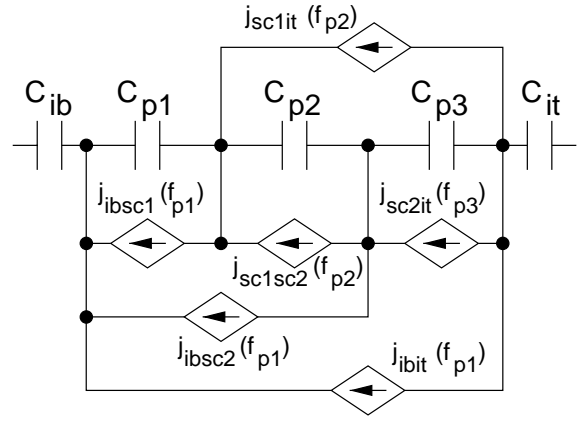 j_sc1it (f_p2)
C_ib C_p1 C_p2 C_p3 C_it
j_ibsc1 (f_p1) j_sc2it (f_p3)
j_sc1sc2 (f_p2)
j_ibsc2 (f_p1) j_ibit (f_p1)